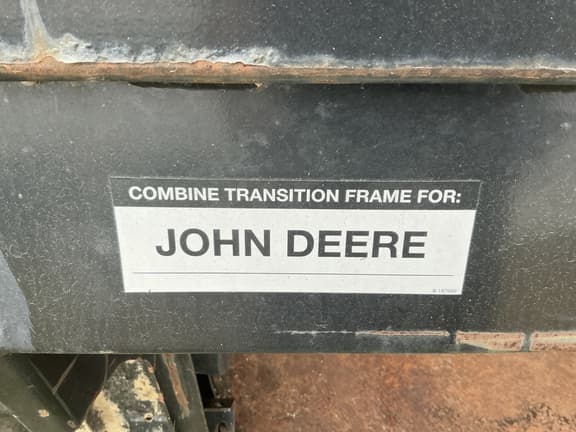 COMBINE TRANSITION FRAME FOR:
JOHN DEERE